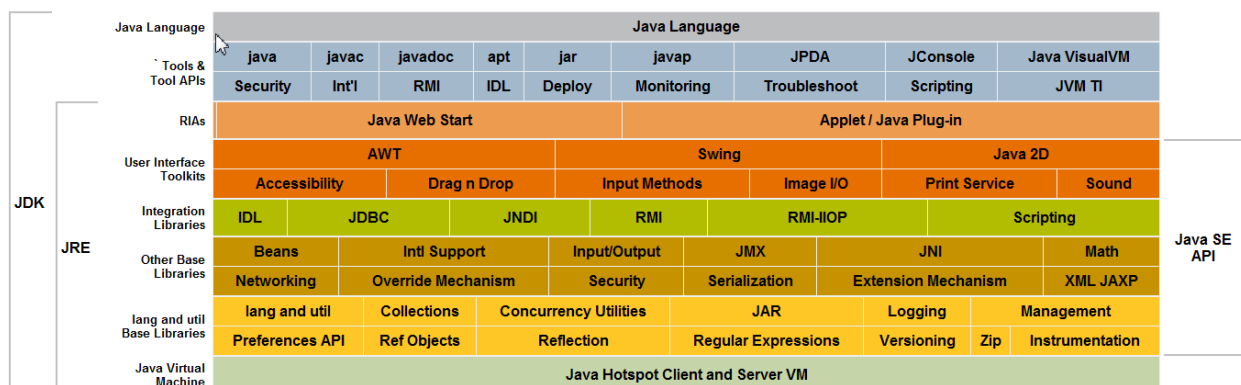 Java Language Java Language
java javac javadoc apt jar javap JPDA JConsole Java VisualVM
` Tools &
Tool APIs
Security Int'l RMI IDL Deploy Monitoring Troubleshoot Scripting JVM TI
RIAs Java Web Start Applet / Java Plug-in
AWT Swing Java 2D
User Interface
Toolkits
Accessibility Drag n Drop Input Methods Image I/O Print Service Sound
JDK
Integration
Libraries
IDL JDBC JNDI RMI RMI-IIOP Scripting
JRE
Java SE
API
Beans Intl Support Input/Output JMX JNI Math
Other Base
Libraries
Networking Override Mechanism Security Serialization Extension Mechanism XML JAXP
lang and util Collections Concurrency Utilities JAR Logging Management
lang and util
Base Libraries
Preferences API Ref Objects Reflection Regular Expressions Versioning Zip Instrumentation
Java Virtual
Machine
Java Hotspot Client and Server VM